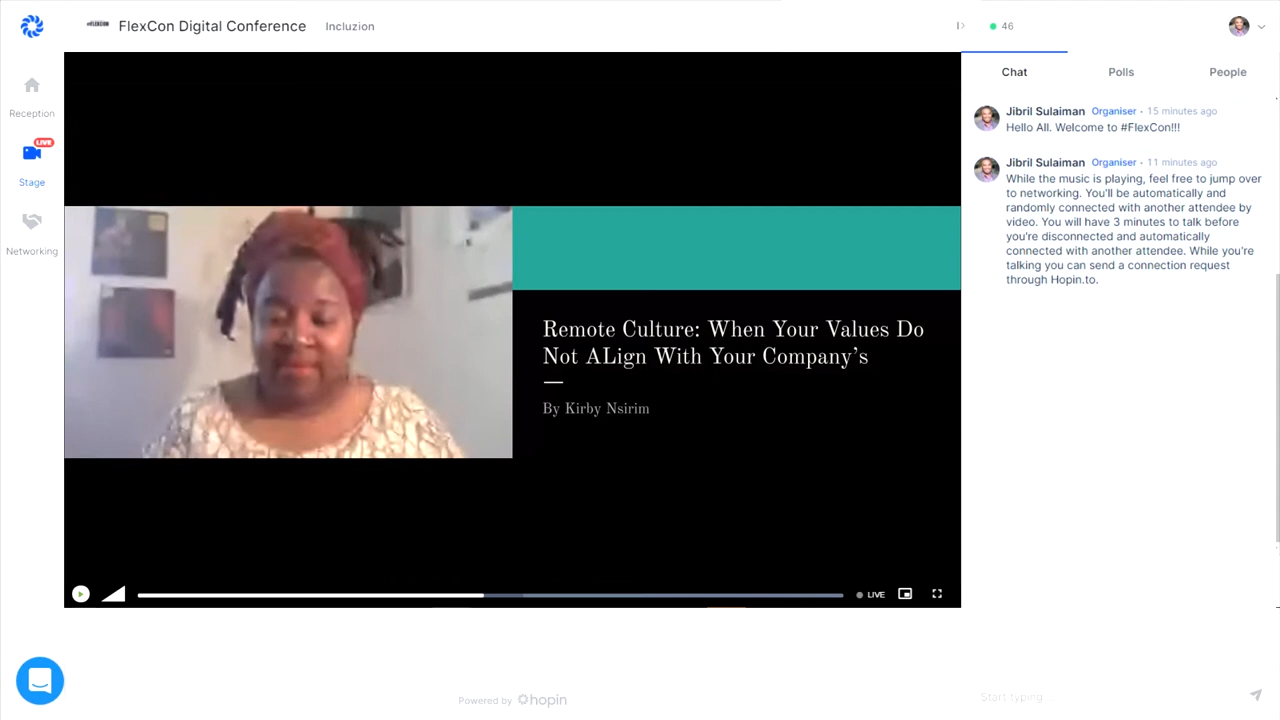 FlexCon Digital Conference
Incluzion
46
Reception
LIVE
Stage
Networking
Remote Culture: When Your Values Do
Not ALign With Your Company's
By Kirby Nsirim
LIVE
Chat
Polls
People
Jibril Sulaiman Organiser • 15 minutes ago
Hello All. Welcome to #FlexCon!!!
Jibril Sulaiman Organiser • 11 minutes ago
While the music is playing, feel free to jump over
to networking. You'll be automatically and
randomly connected with another attendee by
video. You will have 3 minutes to talk before
you're disconnected and automatically
connected with another attendee. While you're
talking you can send a connection request
through Hopin.to.
Powered by hopin
Start typing